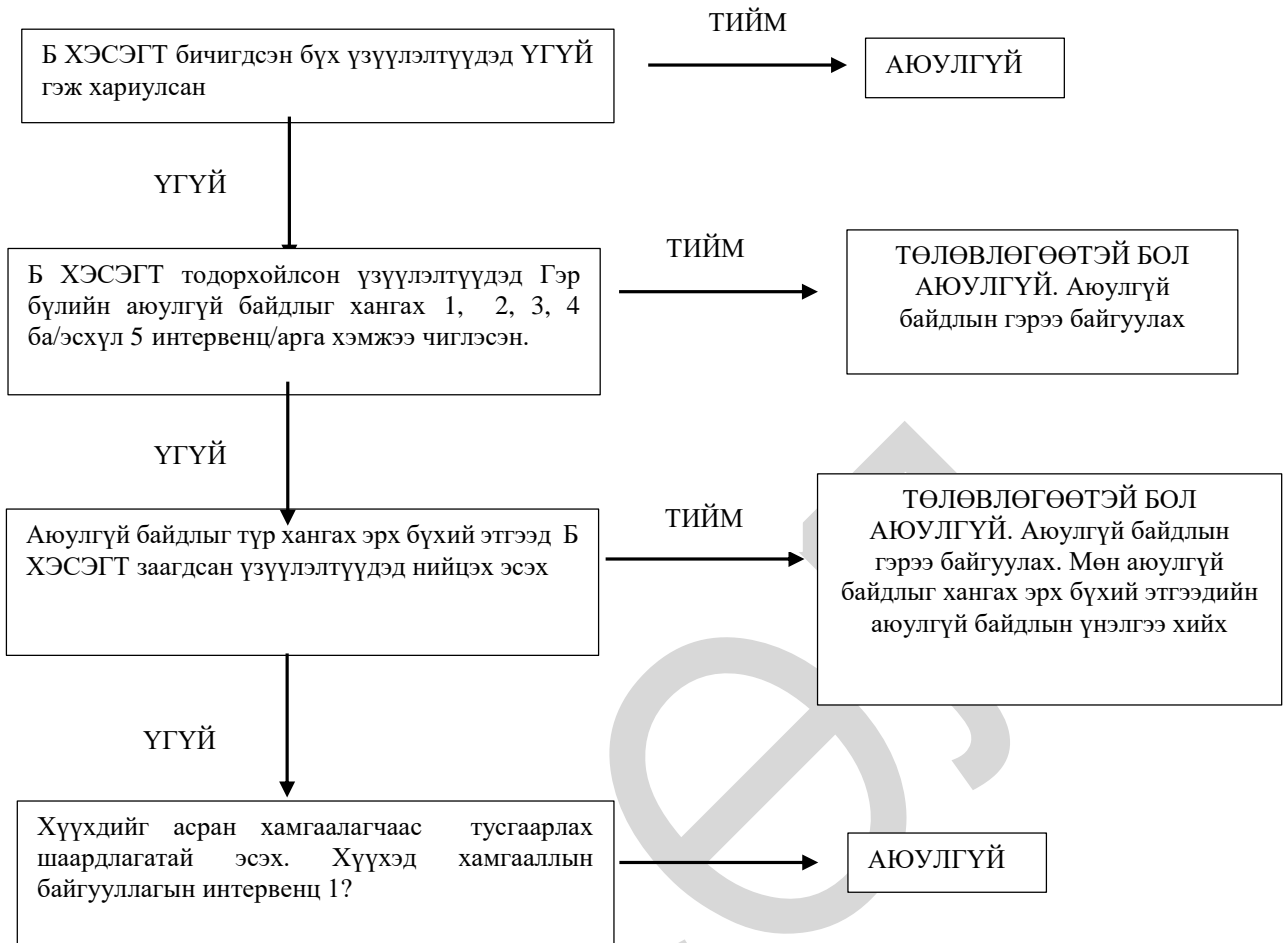 ТИЙМ
Б ХЭСЭГТ бичигдсэн бүх үзүүлэлтүүдэд ҮГҮЙ
гэж хариулсан
АЮУЛГҮЙ
ҮГҮЙ
ТИЙМ
Б ХЭСЭГТ тодорхойлсон үзүүлэлтүүдэд Гэр
бүлийн аюулгүй байдлыг хангах 1, 2, 3, 4
ба/эсхүл 5 интервенц/арга хэмжээ чиглэсэн.
ТӨЛӨВЛӨГӨӨТЭЙ БОЛ
АЮУЛГҮЙ. Аюулгүй
байдлын гэрээ байгуулах
ҮГҮЙ
ТИЙМ
Аюулгүй байдлыг түр хангах эрх бүхий этгээд Б
ХЭСЭГТ заагдсан үзүүлэлтүүдэд нийцэх эсэх
ТӨЛӨВЛӨГӨӨТЭЙ БОЛ
АЮУЛГҮЙ. Аюулгүй байдлын
гэрээ байгуулах. Мөн аюулгүй
байдлыг хангах эрх бүхий этгээдийн
аюулгүй байдлын үнэлгээ хийх
ҮГҮЙ
Хүүхдийг асран хамгаалагчаас тусгаарлах
шаардлагатай эсэх. Хүүхэд хамгааллын
байгууллагын интервенц 1?
АЮУЛГҮЙ